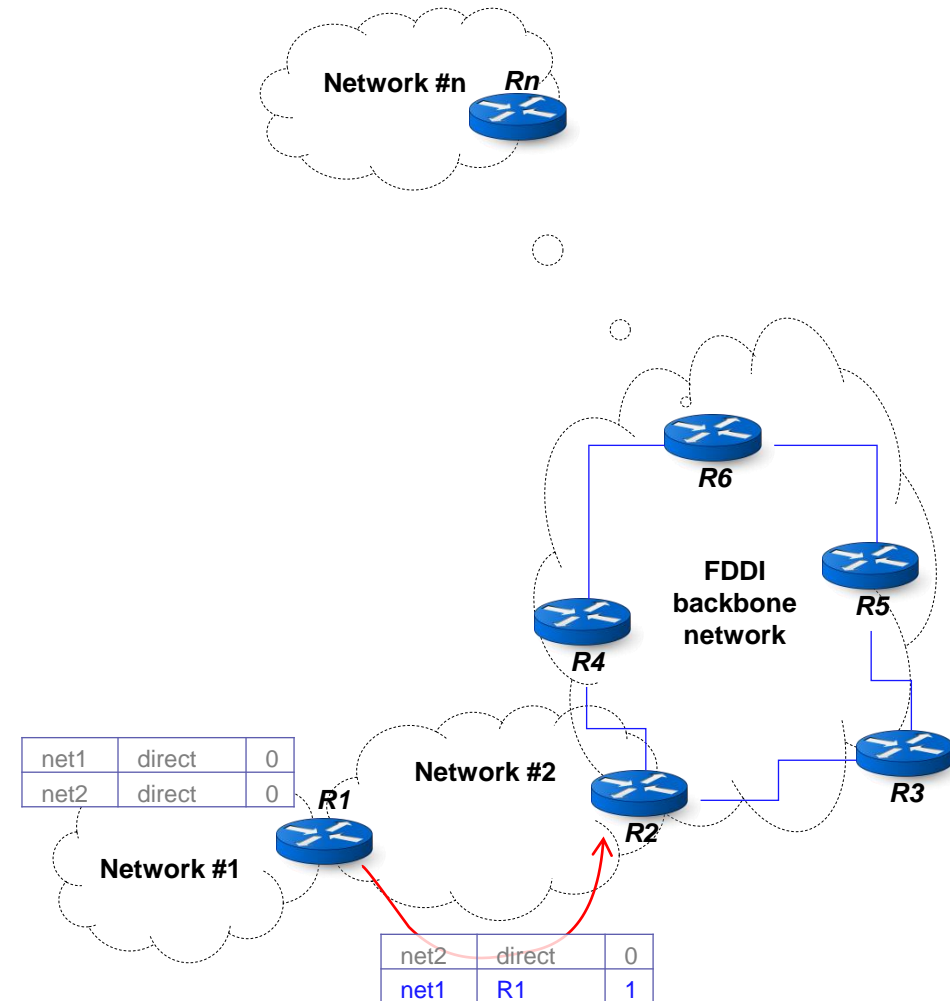 Network #n
Rn
R6
FDDI
backbone
network
R5
R4
R3
net1 direct 0
net2 direct 0
Network #2
R1
R2
Network #1
net2 direct 0
net1 R1 1